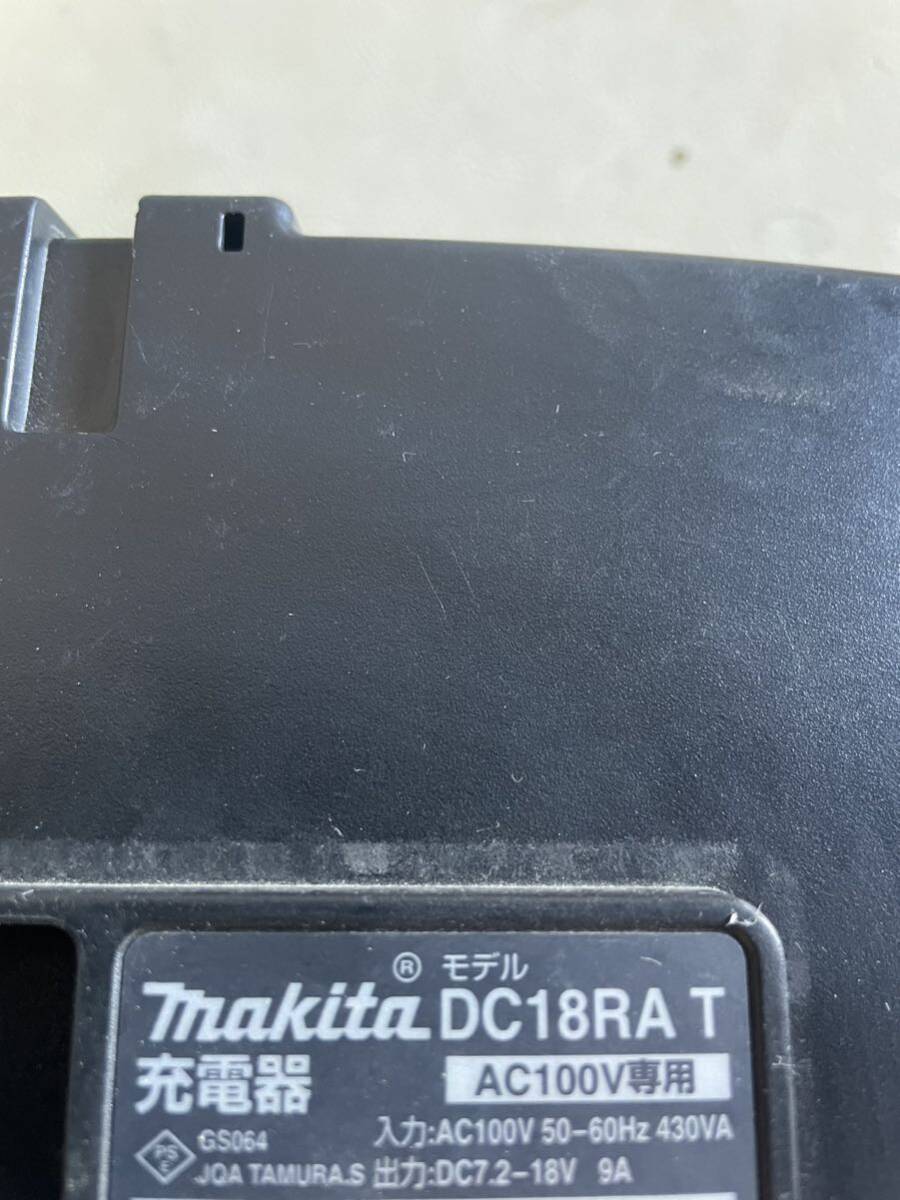 ® モデル
makita DC18RA T
充電器 AC100V専用
PS
E
GS064 入力:AC100V 50-60Hz 430VA
JQA TAMURA.S 出力:DC7.2-18V 9A